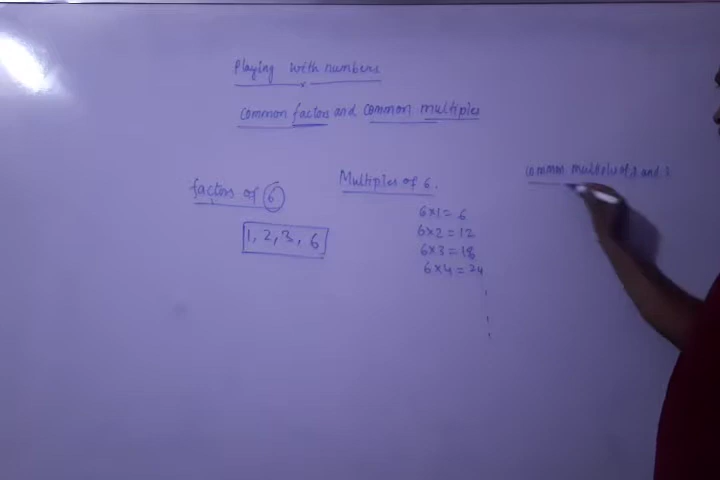 Playing with numbers
Common factors and common multiples
factors of 6
1, 2, 3, 6
Multiples of 6.
6×1 = 6
6×2 = 12
6×3 = 18
6×4 = 24
Common multiples of and